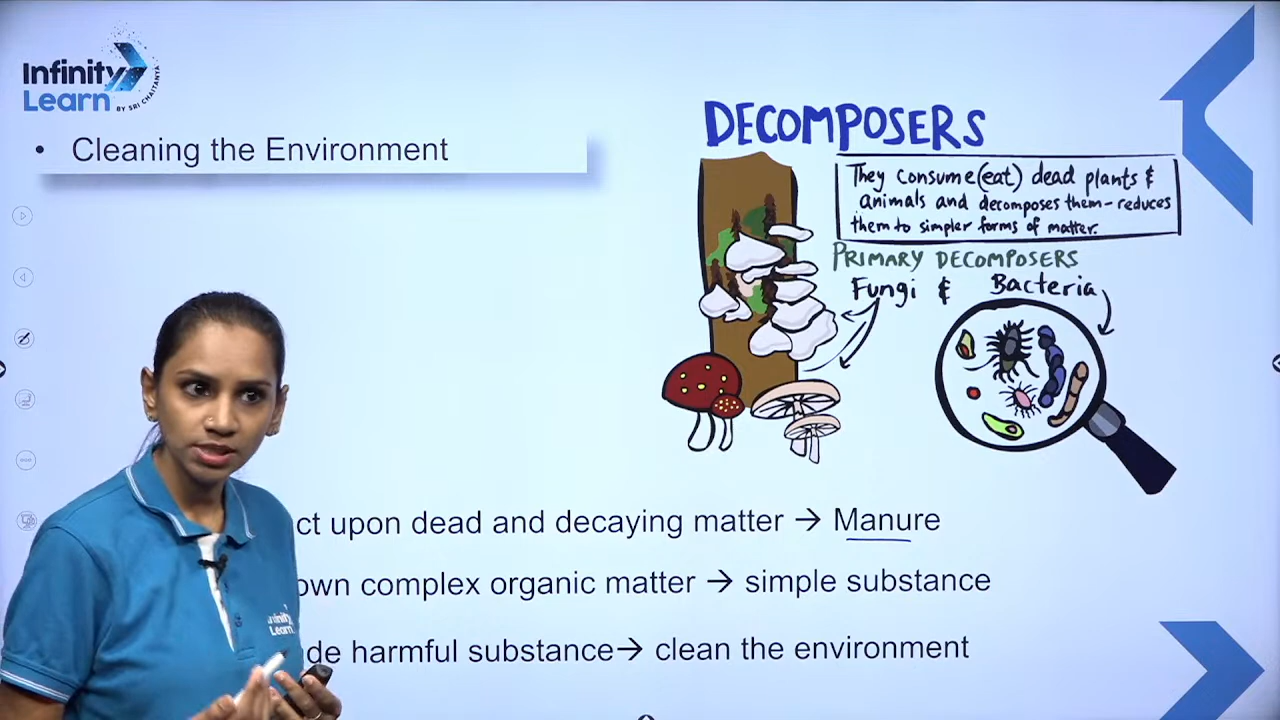 Infinity
Learn
BY SRI CHAITANYA
• Cleaning the Environment
DECOMPOSERS
They consume(eat) dead plants &
animals and decomposes them-reduces
them to simpler forms of matter.
PRIMARY DECOMPOSERS
Fungi & Bacteria
ct upon dead and decaying matter → Manure
own complex organic matter → simple substance
de harmful substance→ clean the environment
Infinity
Learn